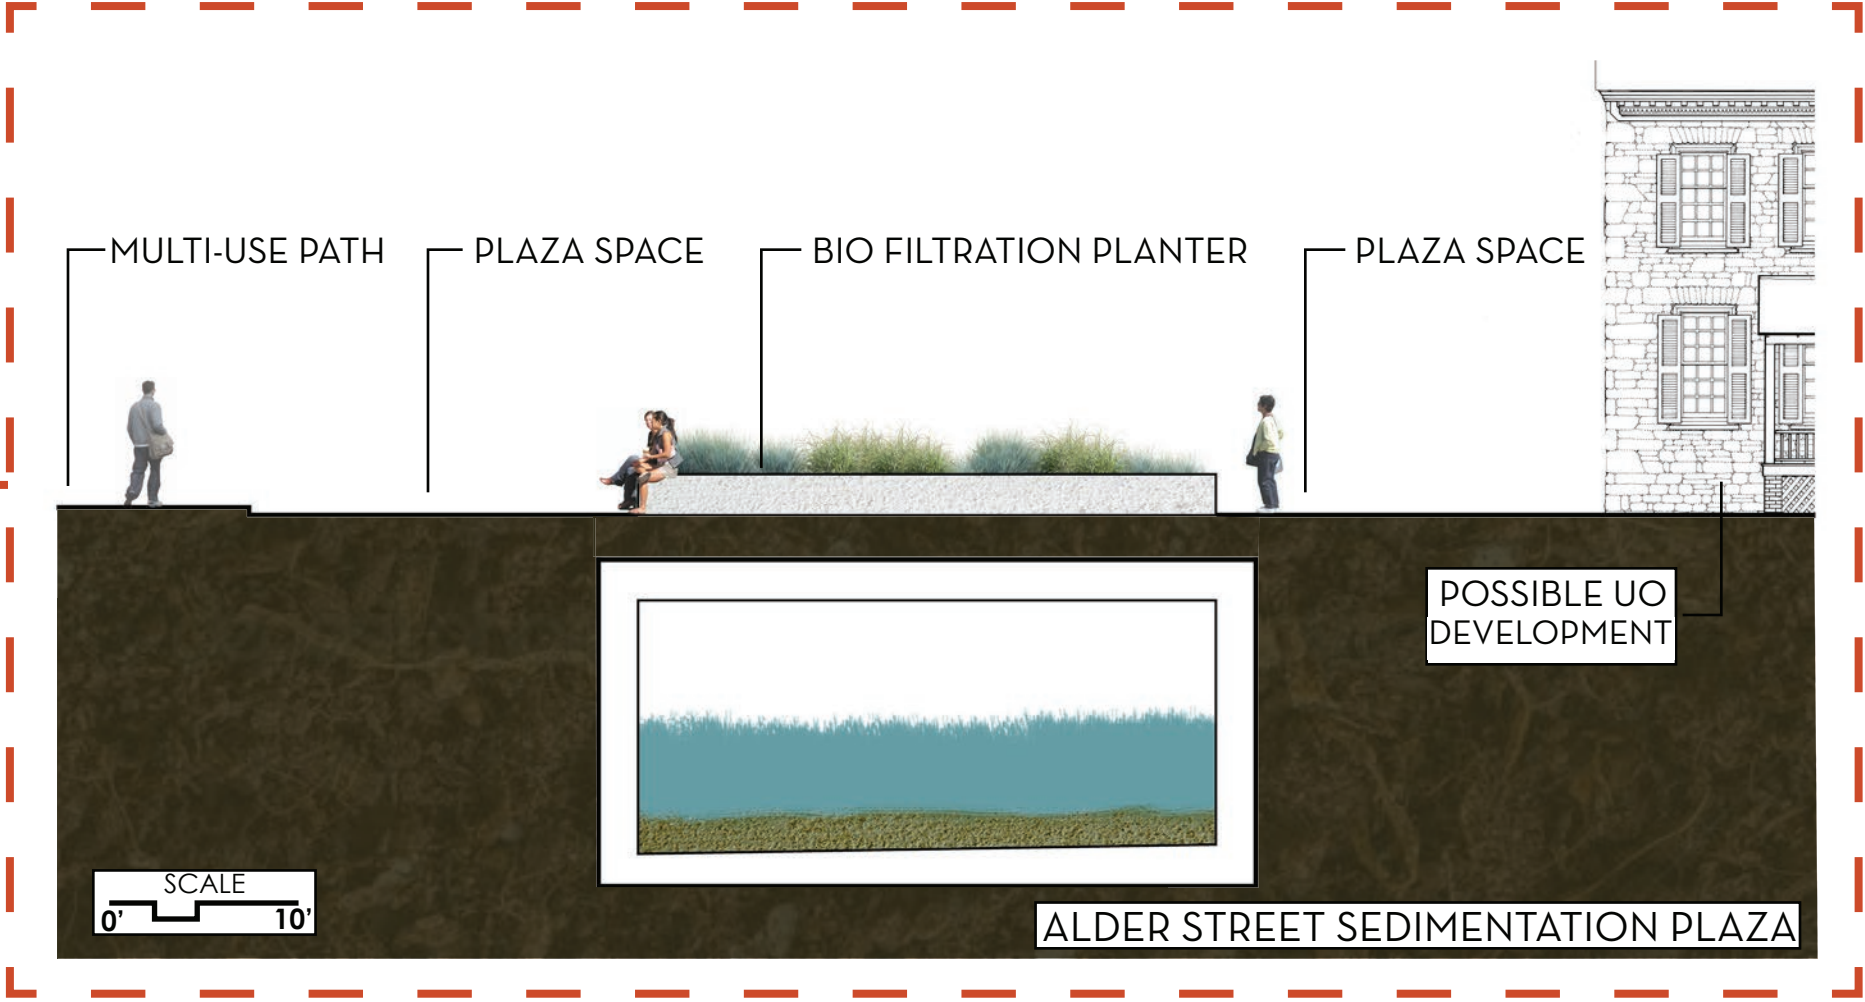 MULTI-USE PATH
PLAZA SPACE
BIO FILTRATION PLANTER
PLAZA SPACE
POSSIBLE UO
DEVELOPMENT
SCALE
0' 10'
ALDER STREET SEDIMENTATION PLAZA